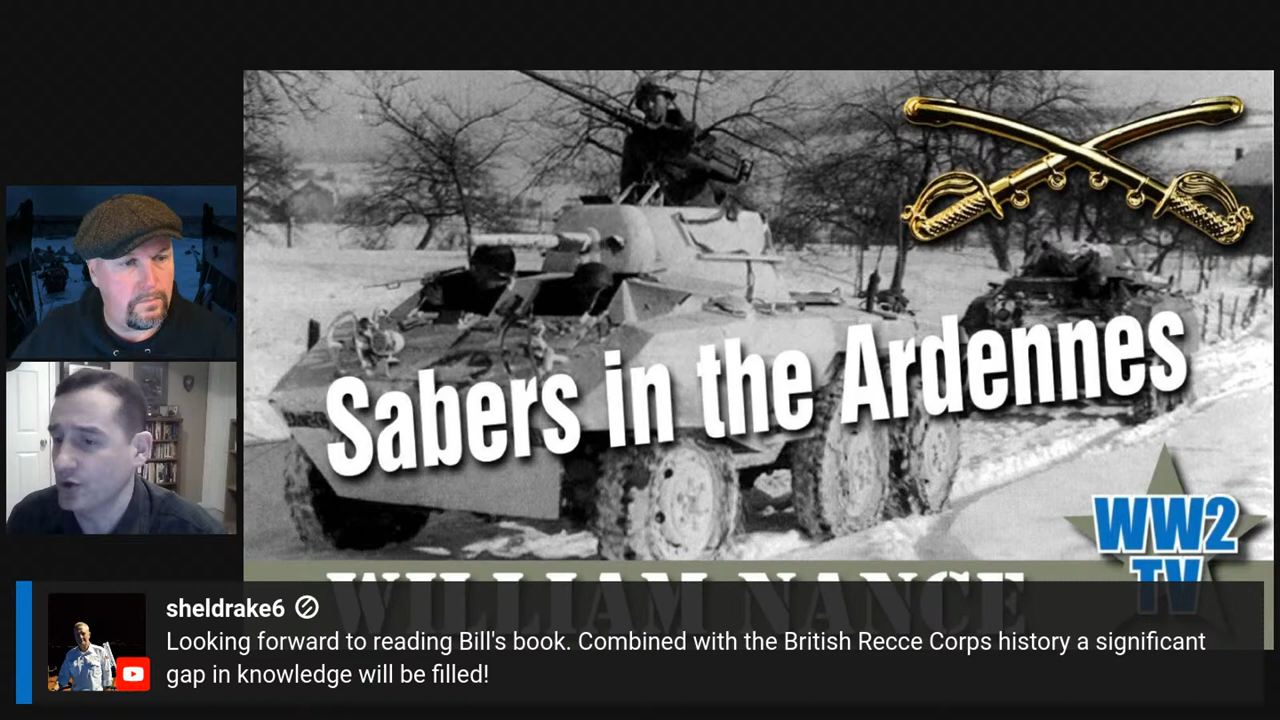 Sabers in the Ardennes
WW2
TV
WILLIAM NANCE
sheldrake6
Looking forward to reading Bill's book. Combined with the British Recce Corps history a significant
gap in knowledge will be filled!